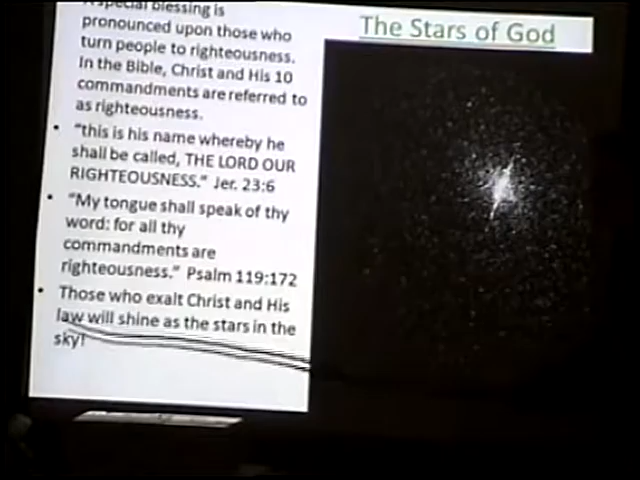 The Stars of God
special blessing is
pronounced upon those who
turn people to righteousness.
In the Bible, Christ and His 10
commandments are referred to
as righteousness.
• "this is his name whereby he
shall be called, THE LORD OUR
RIGHTEOUSNESS." Jer. 23:6
• "My tongue shall speak of thy
word: for all thy
commandments are
righteousness." Psalm 119:172
• Those who exalt Christ and His
law will shine as the stars in the
sky!